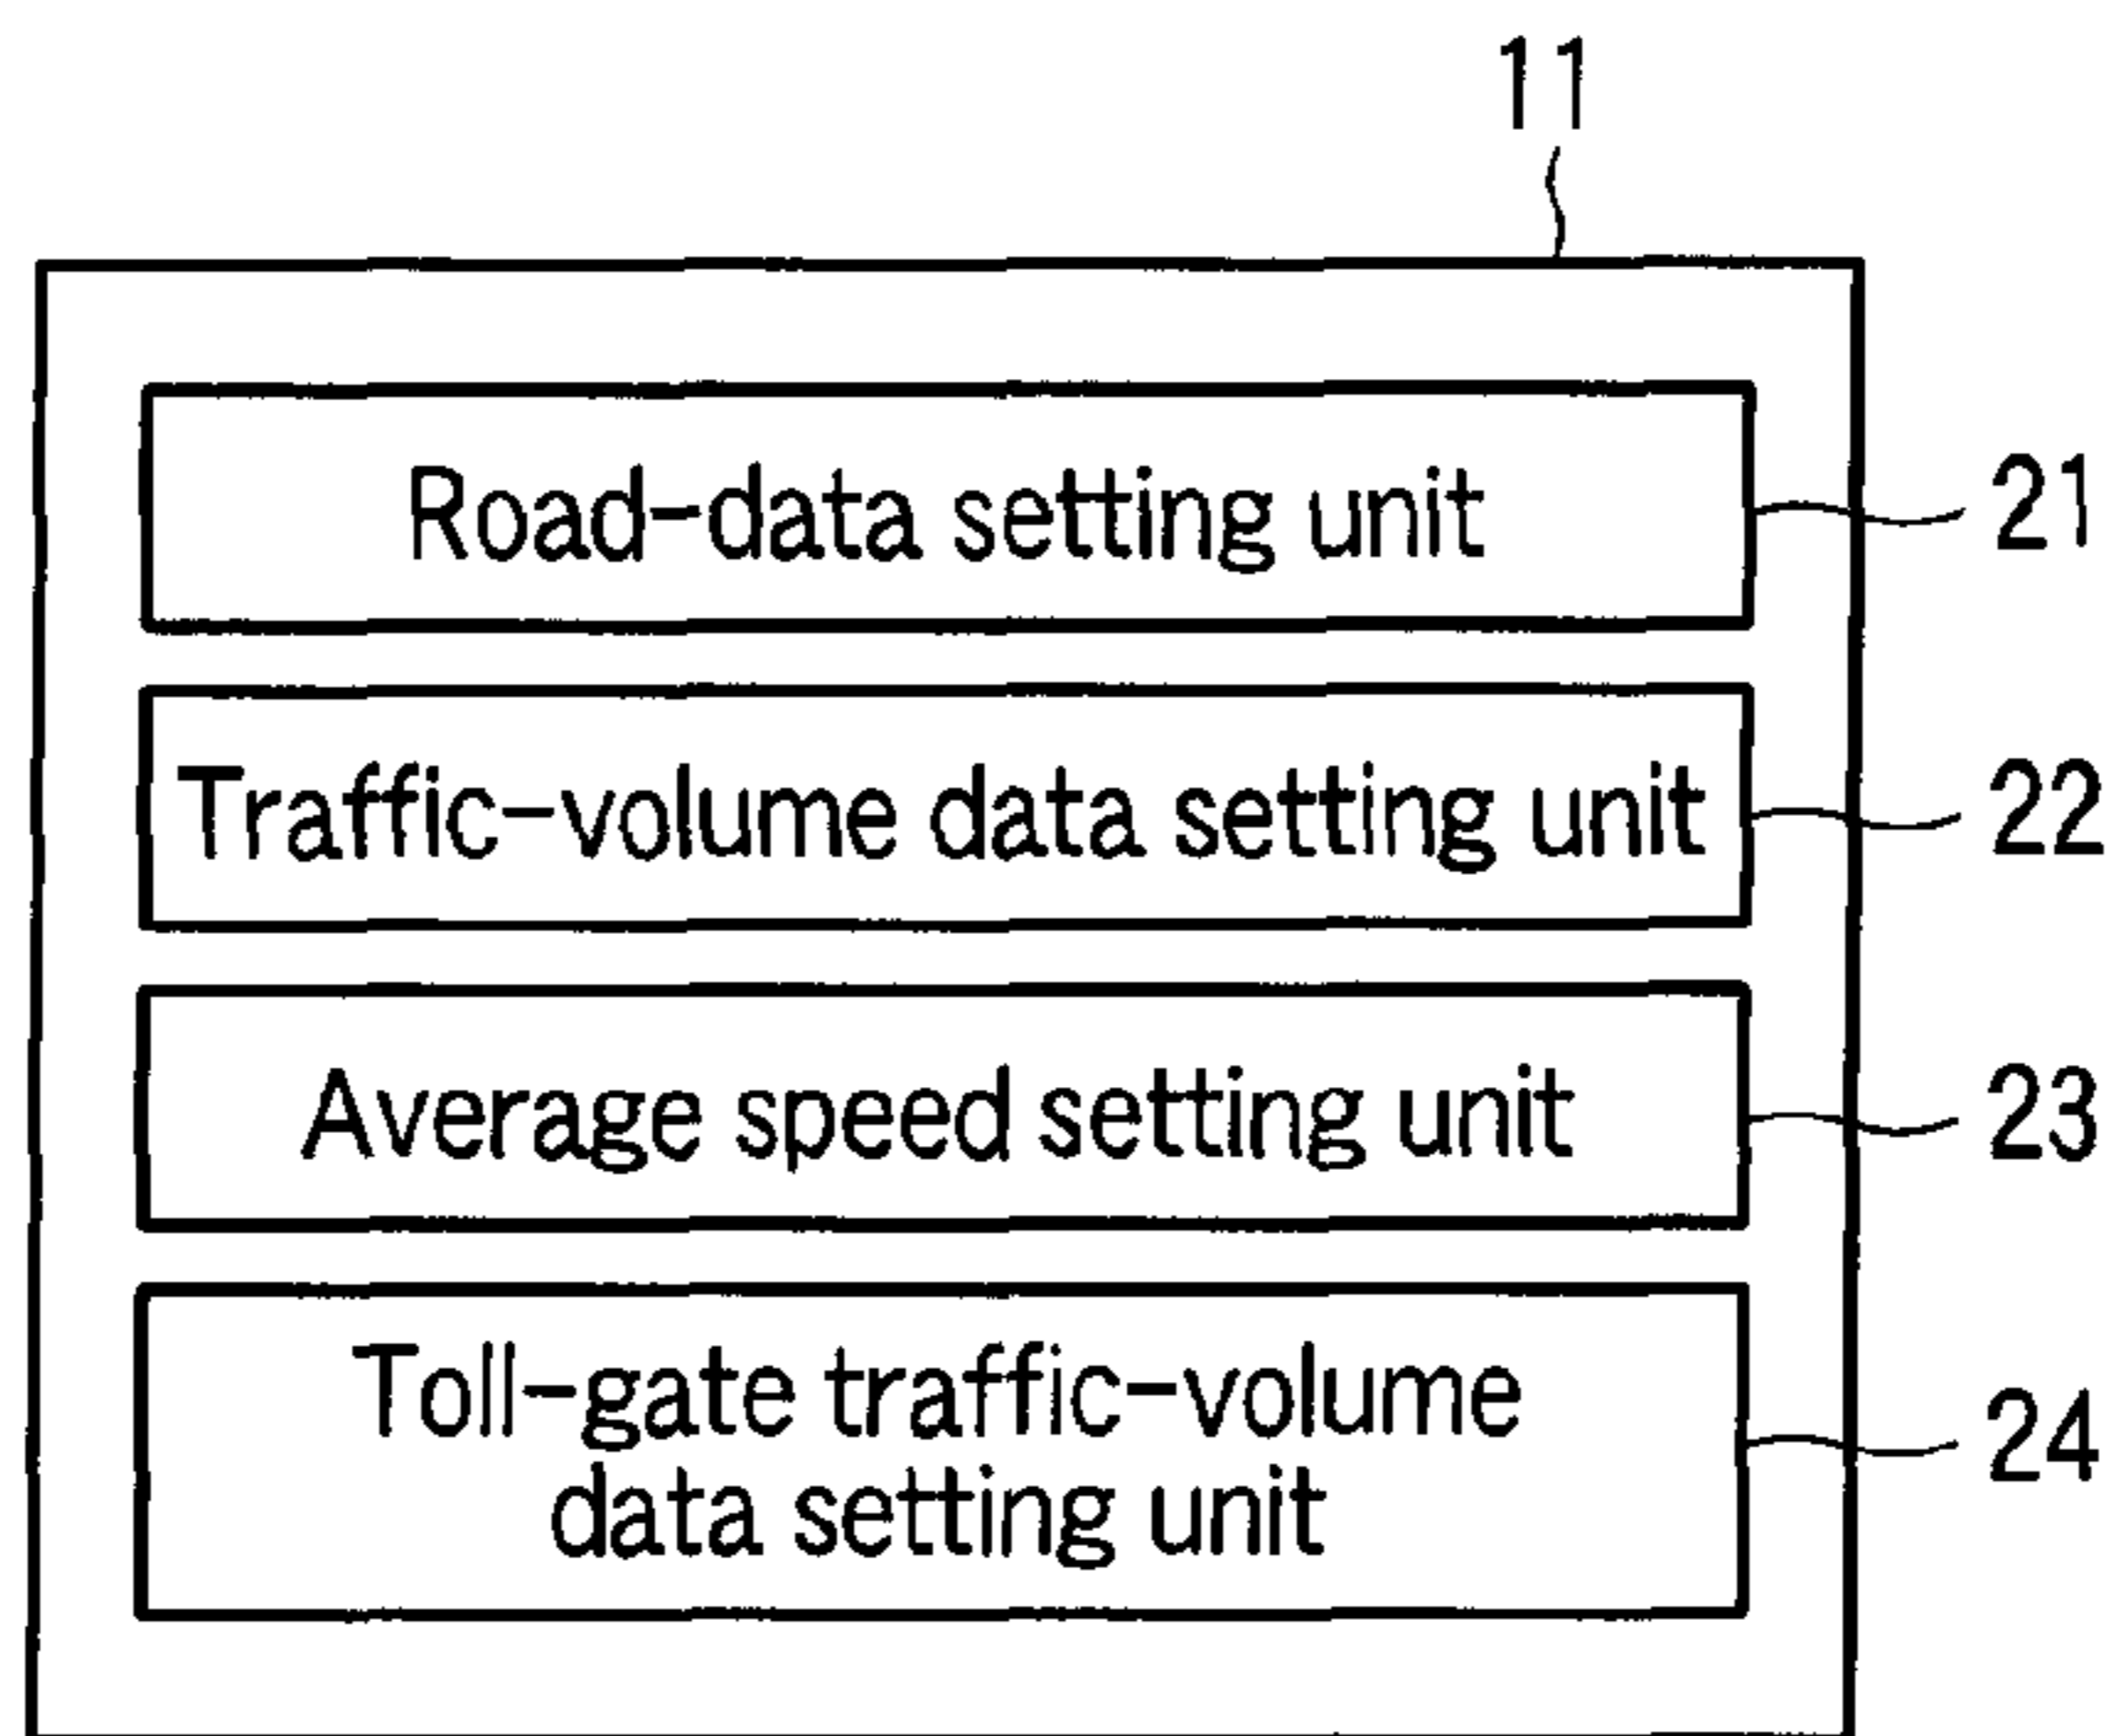 11
Road-data setting unit 21
Traffic-volume data setting unit 22
Average speed setting unit 23
Toll-gate traffic-volume
data setting unit 24